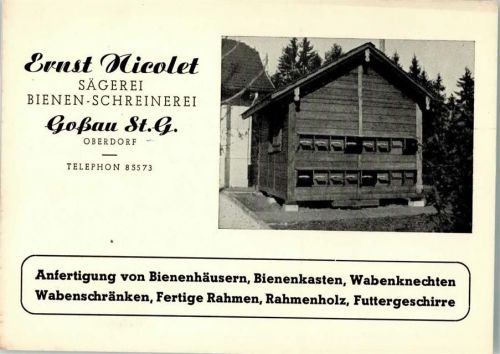 Ernst Nicolet
SÄGEREI
BIENEN-SCHREINEREI
Goßau St.G.
OBERDORF
TELEPHON 85573
Anfertigung von Bienenhäusern, Bienenkasten, Wabenknechten
Wabenschränken, Fertige Rahmen, Rahmenholz, Futtergeschirre